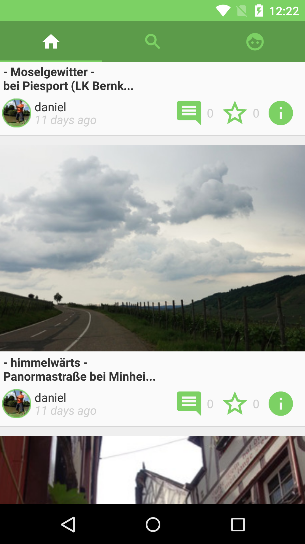 12:22
- Moselgewitter -
bei Piesport (LK Bernk...
daniel
11 days ago
0
0
- himmelwärts -
Panormastraße bei Minhei...
daniel
11 days ago
0
0